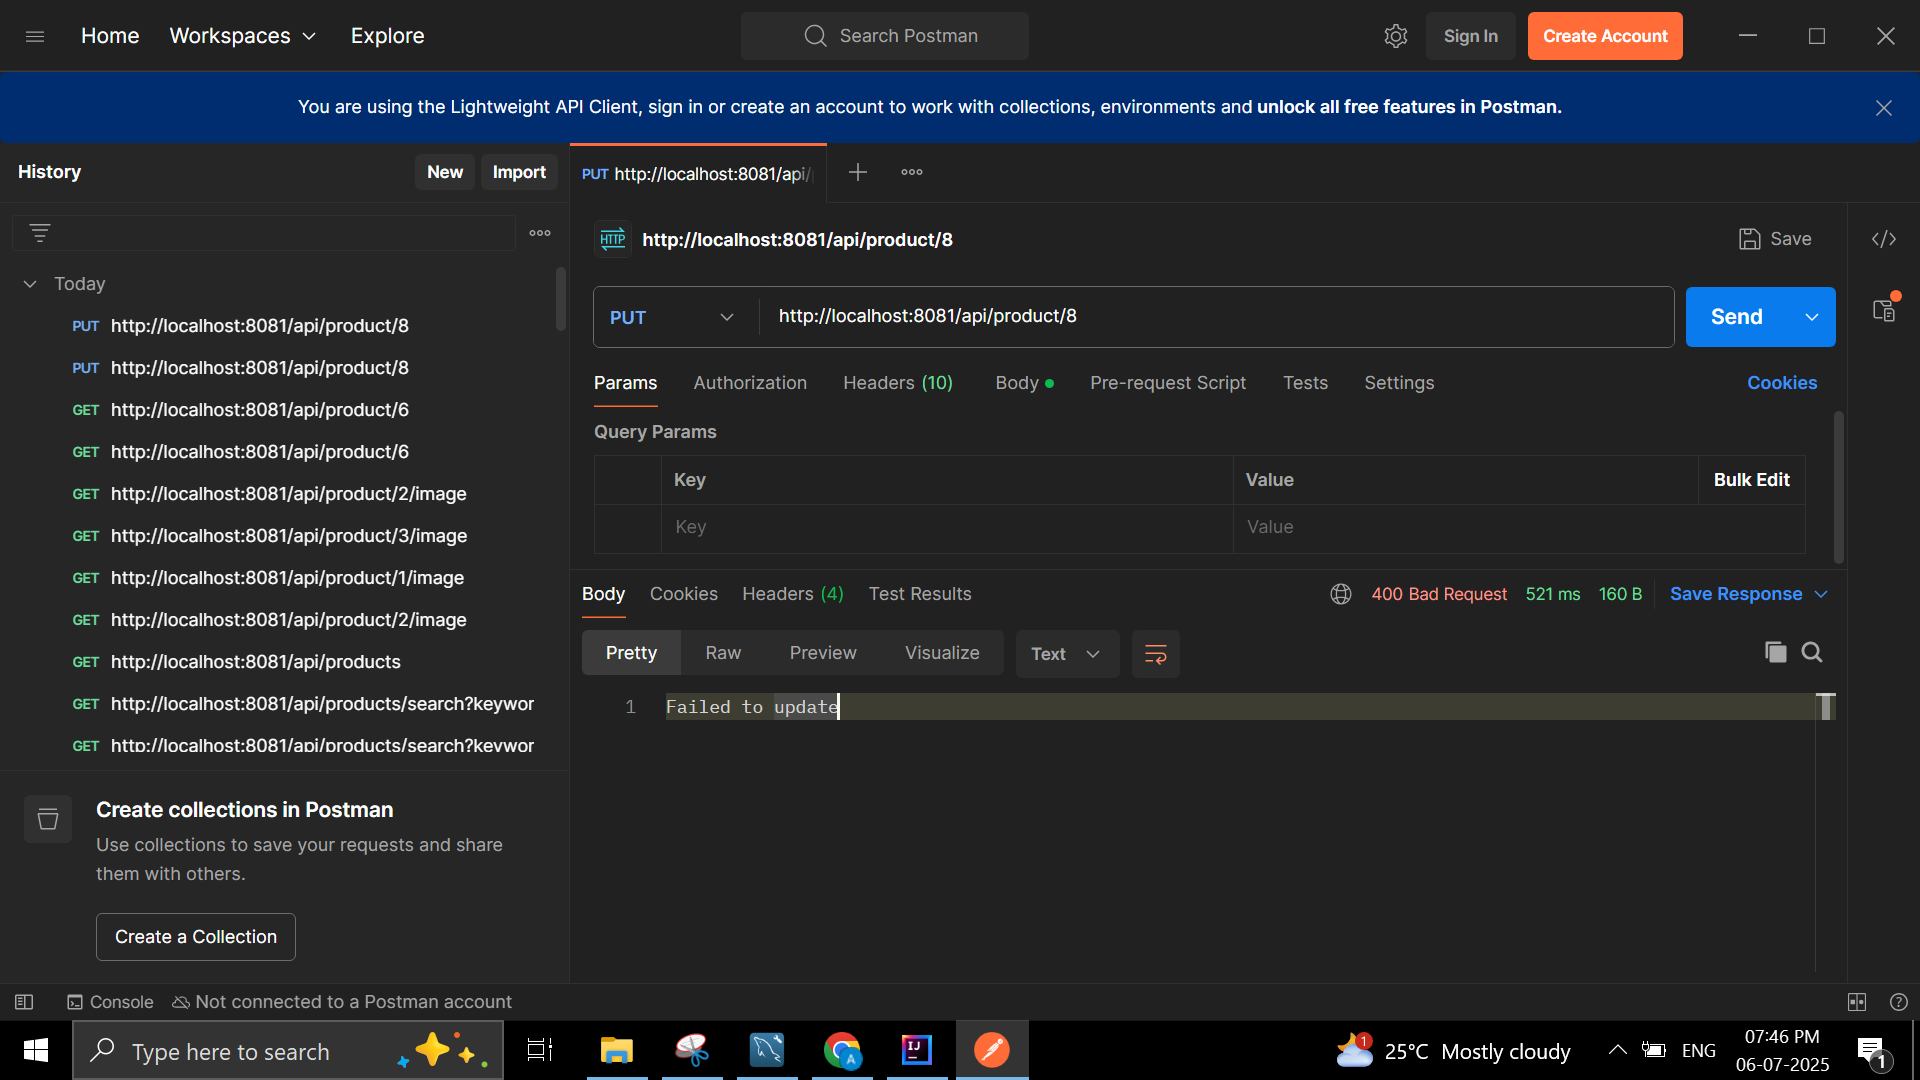 Home
Workspaces
Explore
Search Postman
Sign In
Create Account
You are using the Lightweight API Client, sign in or create an account to work with collections, environments and unlock all free features in Postman.
History
New
Import
PUT http://localhost:8081/api/
HTTP
http://localhost:8081/api/product/8
Save
Today
PUT http://localhost:8081/api/product/8
PUT http://localhost:8081/api/product/8
GET http://localhost:8081/api/product/6
GET http://localhost:8081/api/product/6
GET http://localhost:8081/api/product/2/image
GET http://localhost:8081/api/product/3/image
GET http://localhost:8081/api/product/1/image
GET http://localhost:8081/api/product/2/image
GET http://localhost:8081/api/products
GET http://localhost:8081/api/products/search?keywor
GET http://localhost:8081/api/products/search?keywor
Create collections in Postman
Use collections to save your requests and share
them with others.
Create a Collection
PUT
http://localhost:8081/api/product/8
Send
Params
Authorization
Headers (10)
Body
Pre-request Script
Tests
Settings
Cookies
Query Params
Key
Value
Bulk Edit
Key
Value
Body
Cookies
Headers (4)
Test Results
400 Bad Request
521 ms
160 B
Save Response
Pretty
Raw
Preview
Visualize
Text
1
Failed to update
Console
Not connected to a Postman account
Type here to search
A
IJ
1
25°C Mostly cloudy
ENG
07:46 PM
06-07-2025
1